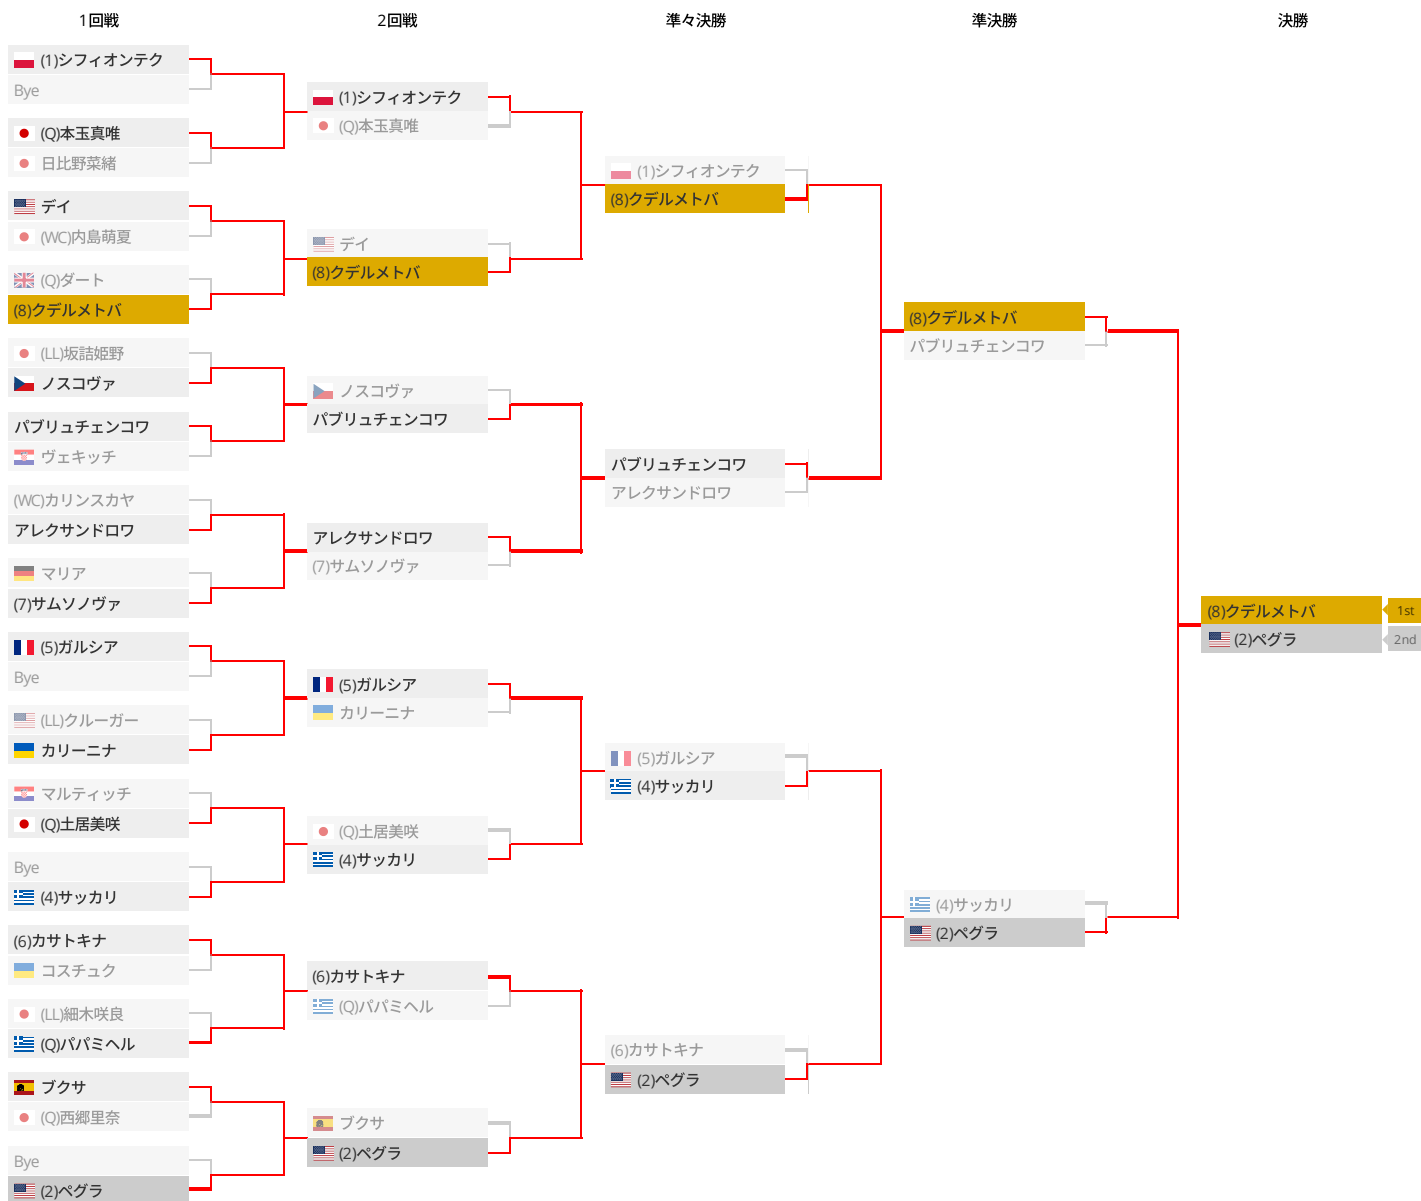 1回戦
2回戦
準々決勝
準決勝
決勝
(1)シフィオンテク
Bye
(Q)本玉真唯
日比野菜緒
デイ
(WC)内島萌夏
(Q)ダート
(8)クデルメトバ
(LL)坂詰姫野
ノスコヴァ
パブリュチェンコワ
ヴェキッチ
(WC)カリンスカヤ
アレクサンドロワ
マリア
(7)サムソノヴァ
(5)ガルシア
Bye
(LL)クルーガー
カリーニナ
マルティッチ
(Q)土居美咲
Bye
(4)サッカリ
(6)カサトキナ
コスチュク
(LL)細木咲良
(Q)パパミヘル
ブクサ
(Q)西郷里奈
Bye
(2)ペグラ
(1)シフィオンテク
(Q)本玉真唯
デイ
(8)クデルメトバ
ノスコヴァ
パブリュチェンコワ
アレクサンドロワ
(7)サムソノヴァ
(5)ガルシア
カリーニナ
(Q)土居美咲
(4)サッカリ
(6)カサトキナ
(Q)パパミヘル
ブクサ
(2)ペグラ
(1)シフィオンテク
(8)クデルメトバ
パブリュチェンコワ
アレクサンドロワ
(5)ガルシア
(4)サッカリ
(6)カサトキナ
(2)ペグラ
(8)クデルメトバ
パブリュチェンコワ
(4)サッカリ
(2)ペグラ
(8)クデルメトバ
1st
(2)ペグラ
2nd